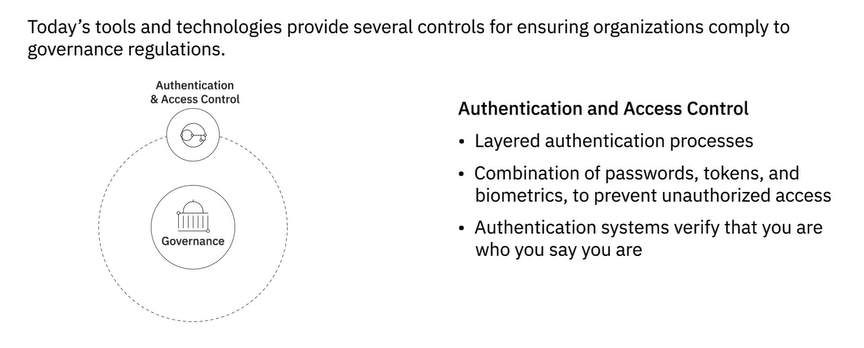 Today's tools and technologies provide several controls for ensuring organizations comply to
governance regulations.
Authentication
& Access Control
Governance
Authentication and Access Control
• Layered authentication processes
• Combination of passwords, tokens, and
biometrics, to prevent unauthorized access
• Authentication systems verify that you are
who you say you are